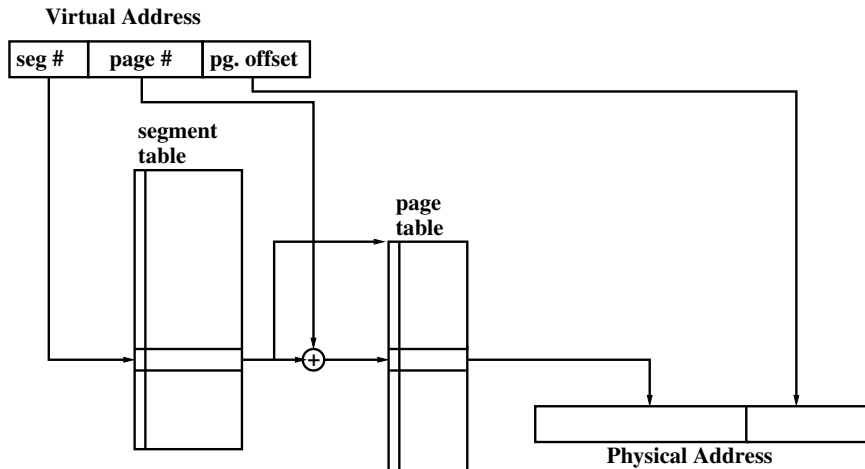 Virtual Address
seg # page # pg. offset
segment
table
page
table
+
Physical Address